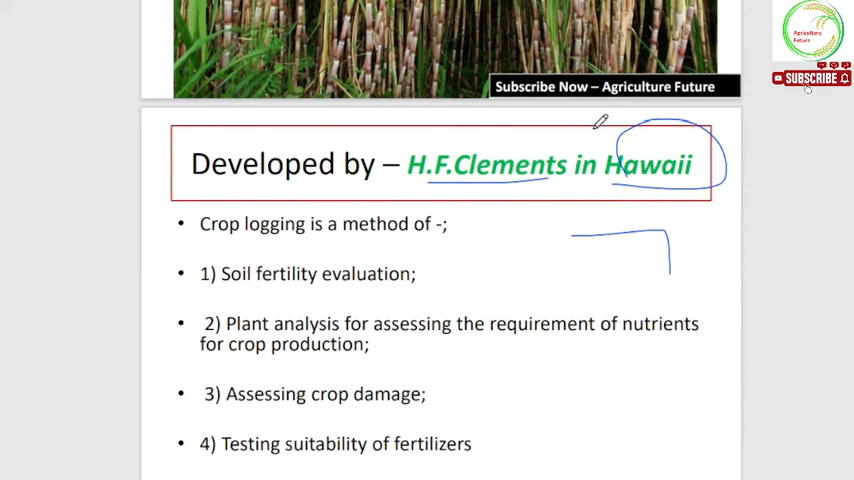 Agriculture
Future
SUBSCRIBE
Subscribe Now – Agriculture Future
Developed by – H.F.Clements in Hawaii
• Crop logging is a method of -;
• 1) Soil fertility evaluation;
• 2) Plant analysis for assessing the requirement of nutrients
for crop production;
• 3) Assessing crop damage;
• 4) Testing suitability of fertilizers